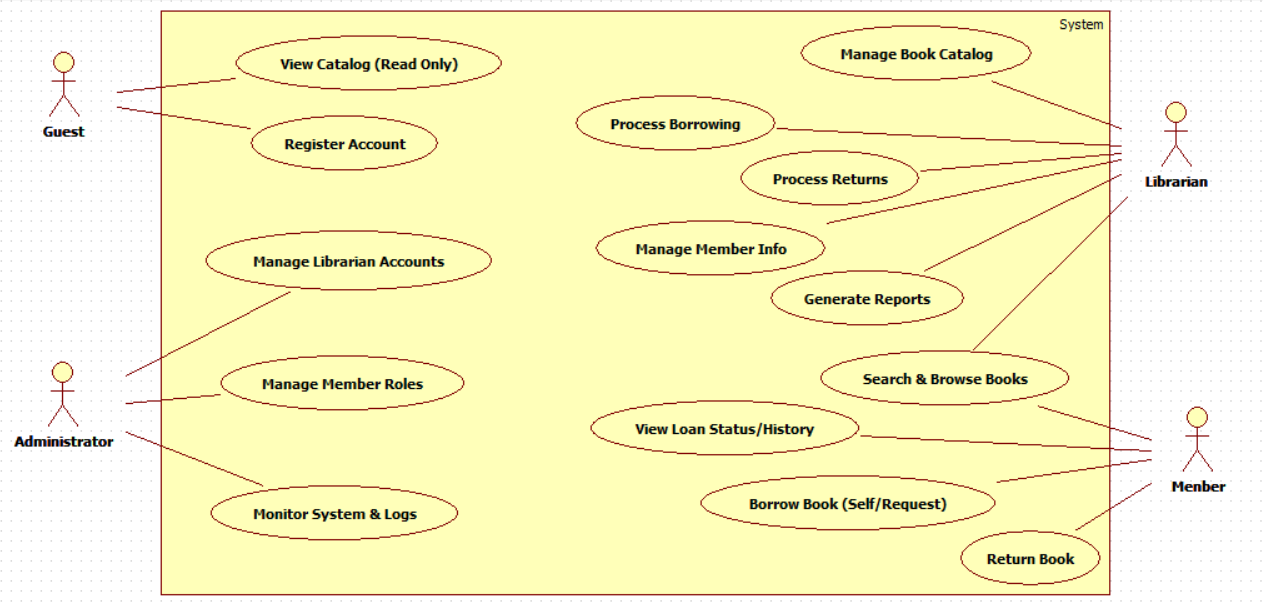 System
View Catalog (Read Only)
Manage Book Catalog
Guest
Process Borrowing
Register Account
Process Returns
Librarian
Manage Member Info
Manage Librarian Accounts
Generate Reports
Search & Browse Books
Manage Member Roles
View Loan Status/History
Administrator
Menber
Borrow Book (Self/Request)
Monitor System & Logs
Return Book